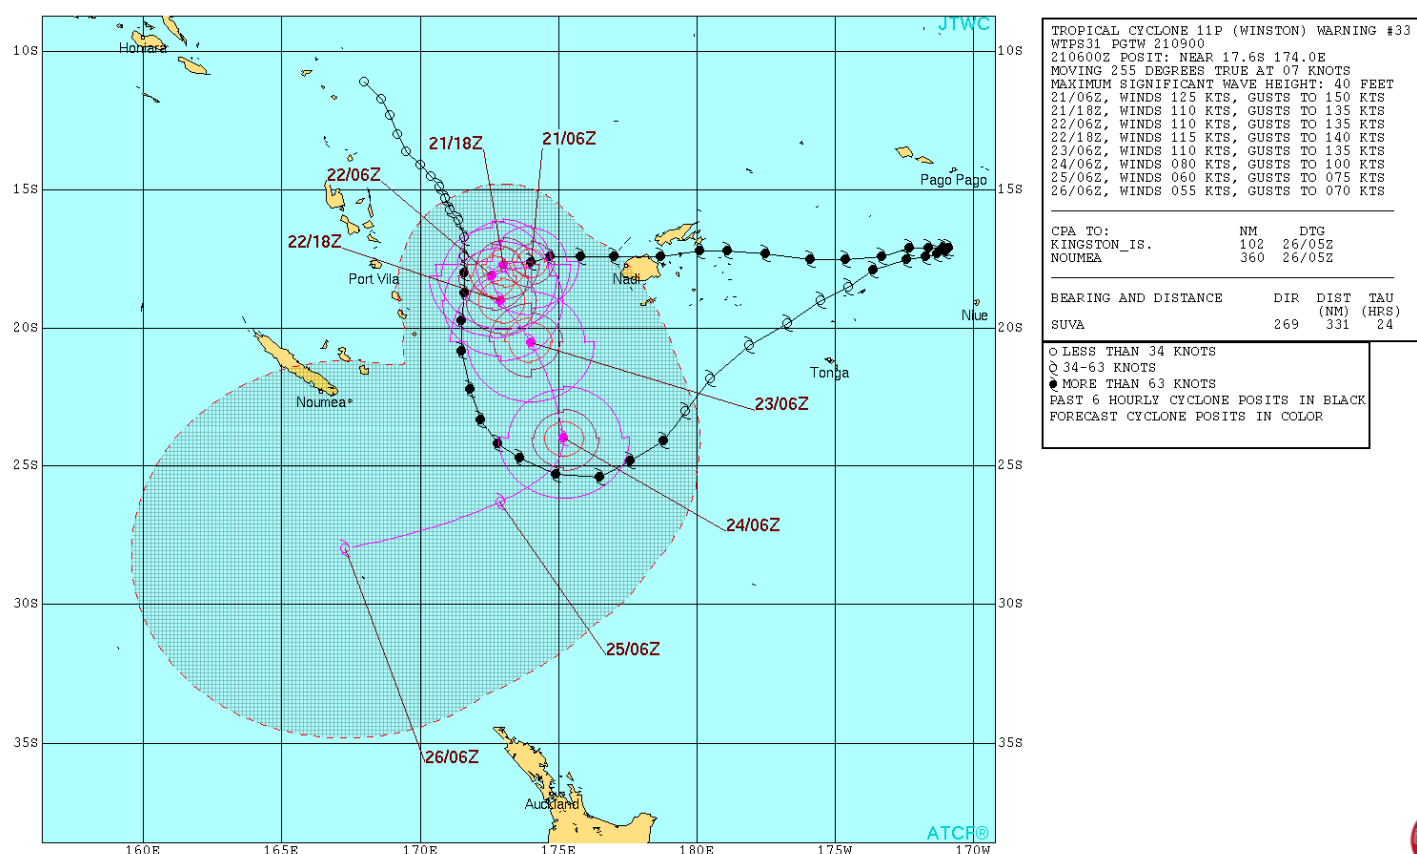 JTWC
10S
10S
Honiara
21/18Z
21/06Z
22/06Z
15S
15S
Pago Pago
22/18Z
Port Vila
Nadi
Niue
20S
20S
Tonga
Noumea
23/06Z
25S
25S
24/06Z
30S
30S
25/06Z
35S
35S
26/06Z
Auckland
ATCF®
160E
165E
170E
175E
180E
175W
170W
TROPICAL CYCLONE 11P (WINSTON) WARNING #33
WTPS31 PGTW 210900
210600Z POSIT: NEAR 17.6S 174.0E
MOVING 255 DEGREES TRUE AT 07 KNOTS
MAXIMUM SIGNIFICANT WAVE HEIGHT: 40 FEET
21/06Z, WINDS 125 KTS, GUSTS TO 150 KTS
21/18Z, WINDS 110 KTS, GUSTS TO 135 KTS
22/06Z, WINDS 110 KTS, GUSTS TO 135 KTS
22/18Z, WINDS 115 KTS, GUSTS TO 140 KTS
23/06Z, WINDS 110 KTS, GUSTS TO 135 KTS
24/06Z, WINDS 080 KTS, GUSTS TO 100 KTS
25/06Z, WINDS 060 KTS, GUSTS TO 075 KTS
26/06Z, WINDS 055 KTS, GUSTS TO 070 KTS
CPA TO: NM DTG
KINGSTON_IS. 102 26/05Z
NOUMEA 360 26/05Z
BEARING AND DISTANCE DIR DIST TAU
(NM) (HRS)
SUVA 269 331 24
LESS THAN 34 KNOTS
34-63 KNOTS
MORE THAN 63 KNOTS
PAST 6 HOURLY CYCLONE POSITS IN BLACK
FORECAST CYCLONE POSITS IN COLOR